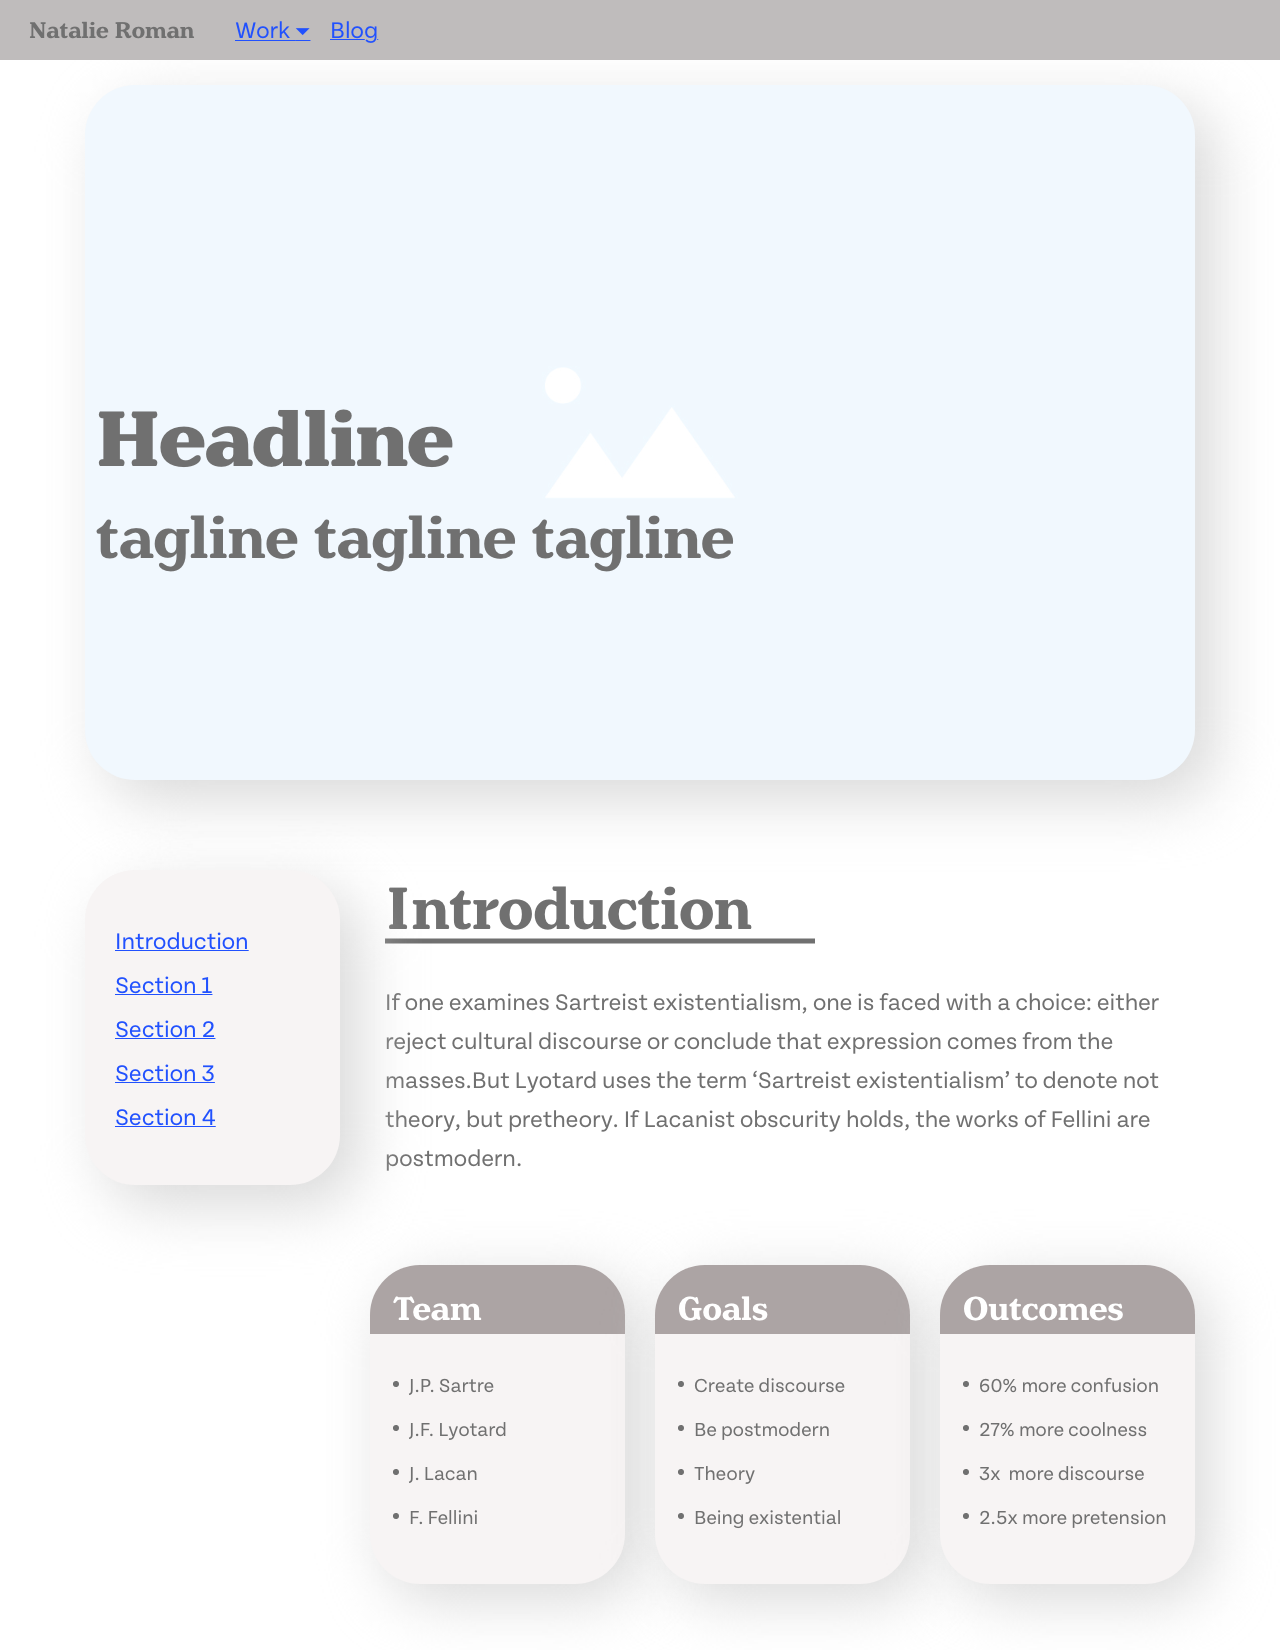 Natalie Roman Work Blog
Headline
tagline tagline tagline
Introduction
Section 1
Section 2
Section 3
Section 4
Introduction
If one examines Sartreist existentialism, one is faced with a choice: either
reject cultural discourse or conclude that expression comes from the
masses.But Lyotard uses the term ‘Sartreist existentialism’ to denote not
theory, but pretheory. If Lacanist obscurity holds, the works of Fellini are
postmodern.
Team
• J.P. Sartre
• J.F. Lyotard
• J. Lacan
• F. Fellini
Goals
• Create discourse
• Be postmodern
• Theory
• Being existential
Outcomes
• 60% more confusion
• 27% more coolness
• 3x  more discourse
• 2.5x more pretension